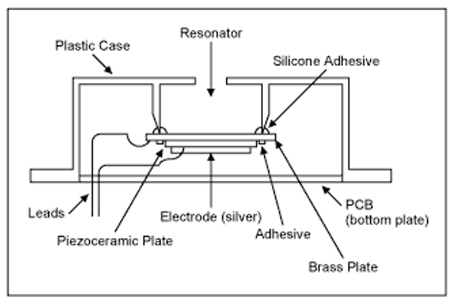 Resonator
Plastic Case
Silicone Adhesive
Leads
Electrode (silver)
PCB
(bottom plate)
Piezoceramic Plate
Adhesive
Brass Plate